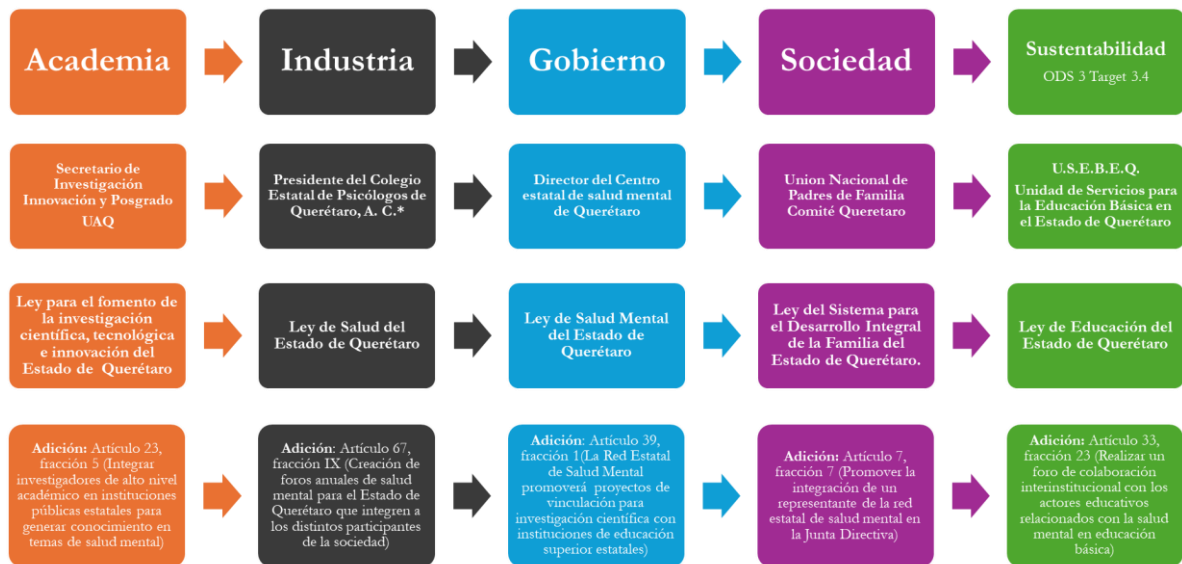 Academia
Industria
Gobierno
Sociedad
Sustentabilidad
ODS 3 Target 3.4
Secretario de
Investigación
Innovación y Posgrado
UAQ
Presidente del Colegio
Estatal de Psicólogos de
Querétaro, A. C.*
Director del Centro
estatal de salud mental
de Querétaro
Union Nacional de
Padres de Familia
Comité Queretaro
U.S.E.B.E.Q.
Unidad de Servicios para
la Educación Básica en
el Estado de Querétaro
Ley para el fomento de
la investigación
científica, tecnológica
e innovación del
Estado de Querétaro
Ley de Salud del
Estado de Querétaro
Ley de Salud Mental
del Estado de
Querétaro
Ley del Sistema para
el Desarrollo Integral
de la Familia del
Estado de Querétaro.
Ley de Educación del
Estado de Querétaro
Adición: Artículo 23,
fracción 5 (Integrar
investigadores de alto nivel
académico en instituciones
públicas estatales para
generar conocimiento en
temas de salud mental)
Adición: Artículo 67,
fracción IX (Creación de
foros anuales de salud
mental para el Estado de
Querétaro que integren a
los distintos participantes
de la sociedad)
Adición: Artículo 39,
fracción 1(La Red Estatal
de Salud Mental
promoverá proyectos de
vinculación para
investigación científica con
instituciones de educación
superior estatales)
Adición: Artículo 7,
fracción 7 (Promover la
integración de un
representante de la red
estatal de salud mental en
la Junta Directiva)
Adición: Artículo 33,
fracción 23 (Realizar un
foro de colaboración
interinstitucional con los
actores educativos
relacionados con la salud
mental en educación
básica)